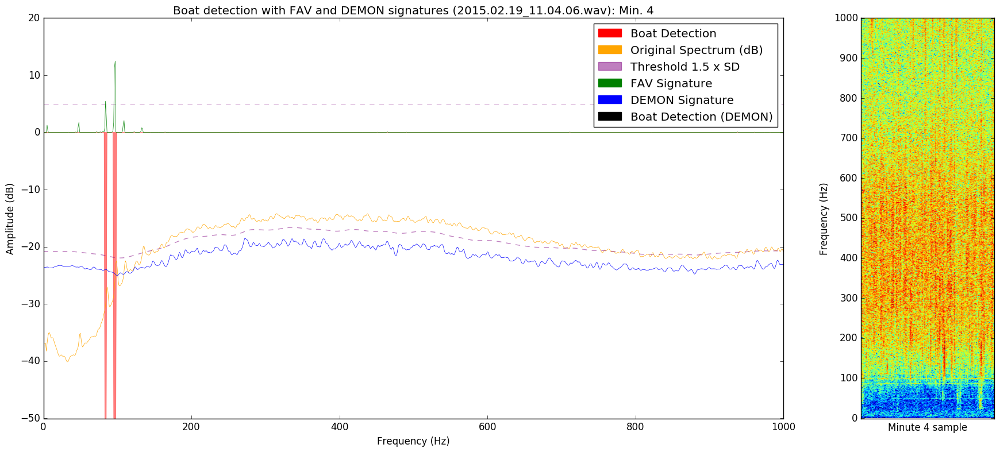 Boat detection with FAV and DEMON signatures (2015.02.19_11.04.06.wav): Min. 4
Boat Detection
Original Spectrum (dB)
Threshold 1.5 x SD
FAV Signature
DEMON Signature
Boat Detection (DEMON)
Amplitude (dB)
20
10
0
−10
−20
−30
−40
−50
0
200
400
600
800
1000
Frequency (Hz)
Frequency (Hz)
1000
900
800
700
600
500
400
300
200
100
0
Minute 4 sample